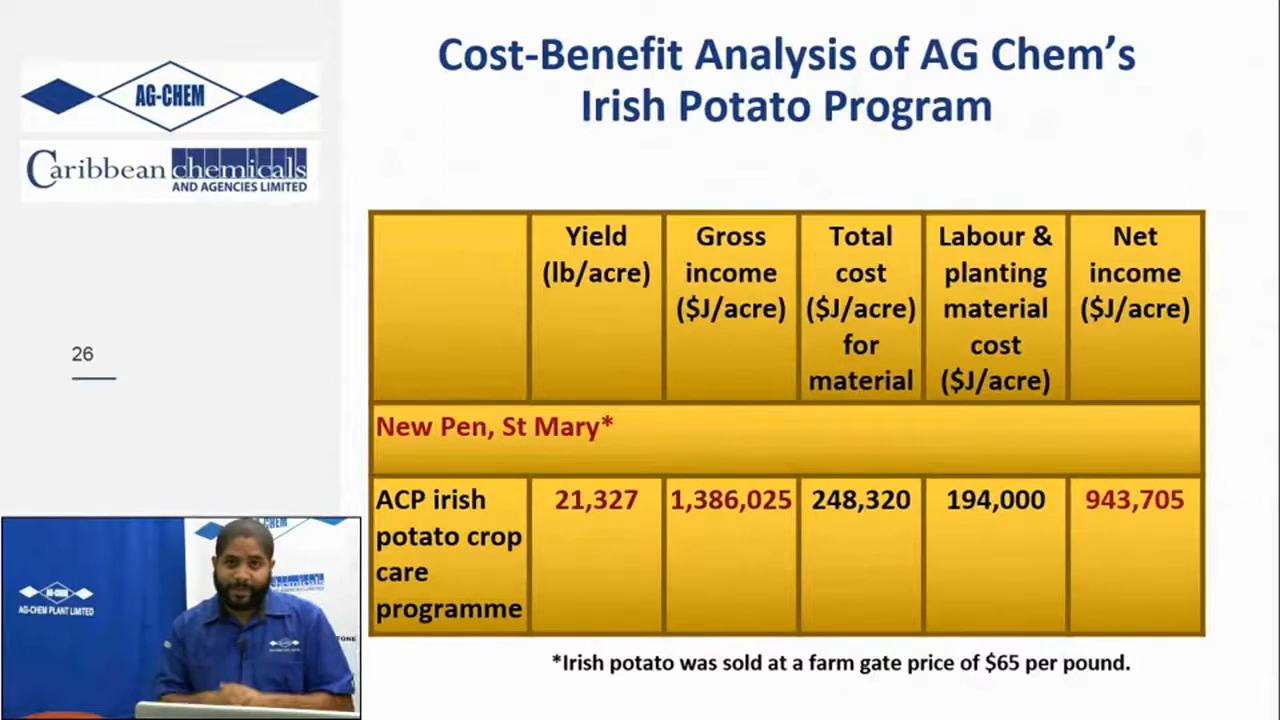 Cost-Benefit Analysis of AG Chem’s
Irish Potato Program
AG-CHEM
Caribbean chemicals
AND AGENCIES LIMITED
26
Yield
(lb/acre)
Gross
income
($J/acre)
Total
cost
($J/acre)
for
material
Labour &
planting
material
cost
($J/acre)
Net
income
($J/acre)
New Pen, St Mary*
ACP irish
potato crop
care
programme
21,327
1,386,025
248,320
194,000
943,705
*Irish potato was sold at a farm gate price of $65 per pound.
AG-CHEM
AG-CHEM PLANT LIMITED
chemicals